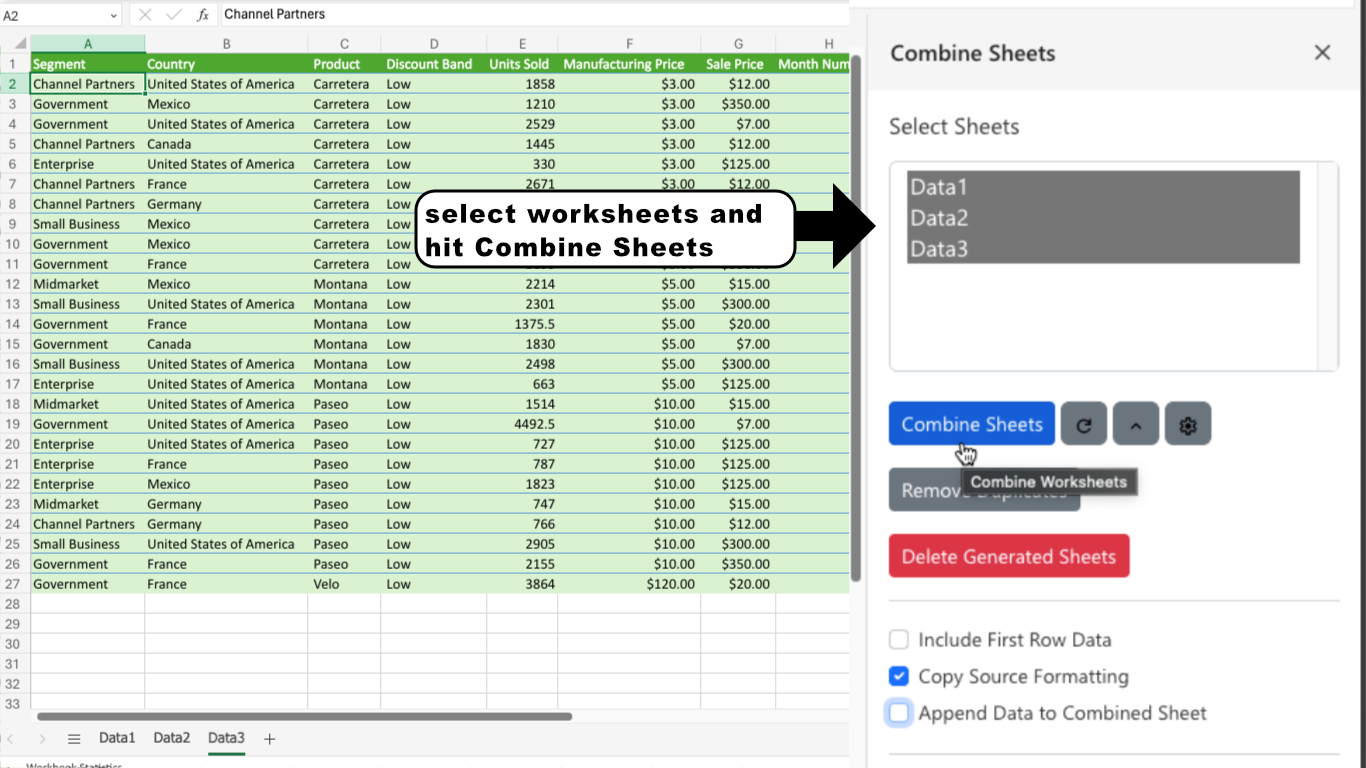 A2 fx Channel Partners
A B C D E F G H
1 Segment Country Product Discount Band Units Sold Manufacturing Price Sale Price Month Num
2 Channel Partners United States of America Carretera Low 1858 $3.00 $12.00
3 Government Mexico Carretera Low 1210 $3.00 $350.00
4 Government United States of America Carretera Low 2529 $3.00 $7.00
5 Channel Partners Canada Carretera Low 1445 $3.00 $12.00
6 Enterprise United States of America Carretera Low 330 $3.00 $125.00
7 Channel Partners France Carretera Low 2671 $3.00 $12.00
8 Channel Partners Germany Carretera Low
9 Small Business Mexico Carretera Low
10 Government Mexico Carretera Low
11 Government France Carretera Low
12 Midmarket Mexico Montana Low 2214 $5.00 $15.00
13 Small Business United States of America Montana Low 2301 $5.00 $300.00
14 Government France Montana Low 1375.5 $5.00 $20.00
15 Government Canada Montana Low 1830 $5.00 $7.00
16 Small Business United States of America Montana Low 2498 $5.00 $300.00
17 Enterprise United States of America Montana Low 663 $5.00 $125.00
18 Midmarket United States of America Paseo Low 1514 $10.00 $15.00
19 Government United States of America Paseo Low 4492.5 $10.00 $7.00
20 Enterprise United States of America Paseo Low 727 $10.00 $125.00
21 Enterprise France Paseo Low 787 $10.00 $125.00
22 Enterprise Mexico Paseo Low 1823 $10.00 $125.00
23 Midmarket Germany Paseo Low 747 $10.00 $15.00
24 Channel Partners Germany Paseo Low 766 $10.00 $12.00
25 Small Business United States of America Paseo Low 2905 $10.00 $300.00
26 Government France Paseo Low 2155 $10.00 $350.00
27 Government France Velo Low 3864 $120.00 $20.00
28
29
30
31
32
33
Data1 Data2 Data3
Workbook Statistics
select worksheets and
hit Combine Sheets
Combine Sheets
Select Sheets
Data1
Data2
Data3
Combine Sheets
Combine Worksheets
Remove Duplicates
Delete Generated Sheets
Include First Row Data
Copy Source Formatting
Append Data to Combined Sheet